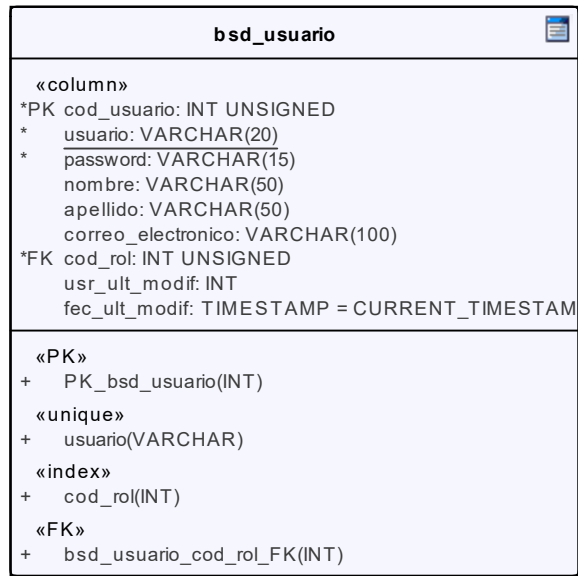 bsd_usuario
«column»
*PK cod_usuario: INT UNSIGNED
* usuario: VARCHAR(20)
* password: VARCHAR(15)
nombre: VARCHAR(50)
apellido: VARCHAR(50)
correo_electronico: VARCHAR(100)
*FK cod_rol: INT UNSIGNED
usr_ult_modif: INT
fec_ult_modif: TIMESTAMP = CURRENT_TIMESTAM
«PK»
+ PK_bsd_usuario(INT)
«unique»
+ usuario(VARCHAR)
«index»
+ cod_rol(INT)
«FK»
+ bsd_usuario_cod_rol_FK(INT)